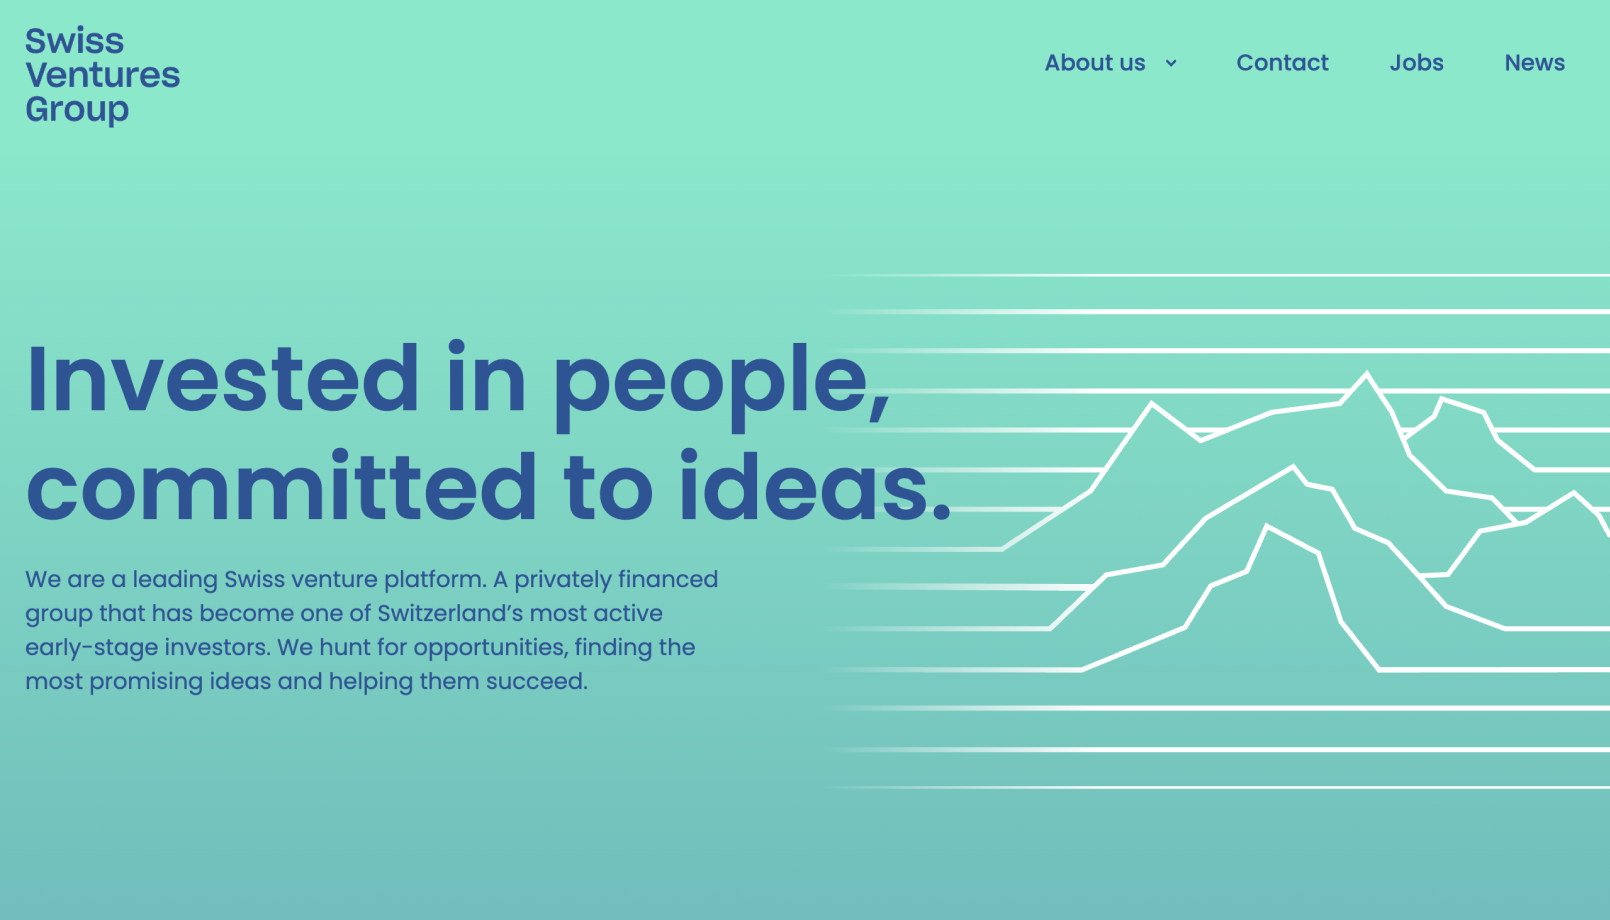 Swiss
Ventures
Group
About us
Contact
Jobs
News
Invested in people,
committed to ideas.
We are a leading Swiss venture platform. A privately financed
group that has become one of Switzerland’s most active
early-stage investors. We hunt for opportunities, finding the
most promising ideas and helping them succeed.